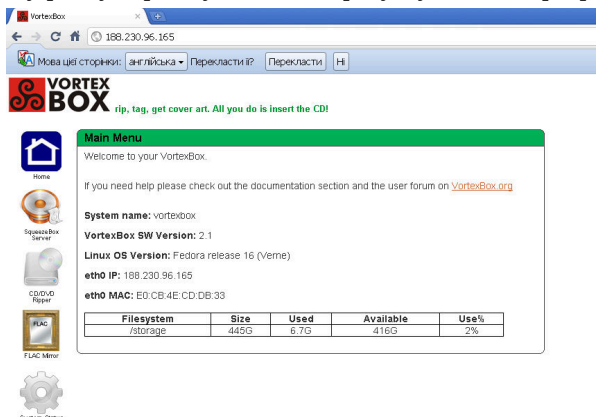 VortexBox
188.230.96.165
Мова цієї сторінки: англійська Перекласти її? Перекласти Ні
VORTEX
BOX rip, tag, get cover art. All you do is insert the CD!
Home
SqueezeBox
Server
CD/DVD
Ripper
FLAC
FLAC Mirror
Main Menu
Welcome to your VortexBox.
If you need help please check out the documentation section and the user forum on VortexBox.org
System name: vortexbox
VortexBox SW Version: 2.1
Linux OS Version: Fedora release 16 (Verne)
eth0 IP: 188.230.96.165
eth0 MAC: E0:CB:4E:CD:DB:33
Filesystem Size Used Available Use%
/storage 445G 6.7G 416G 2%